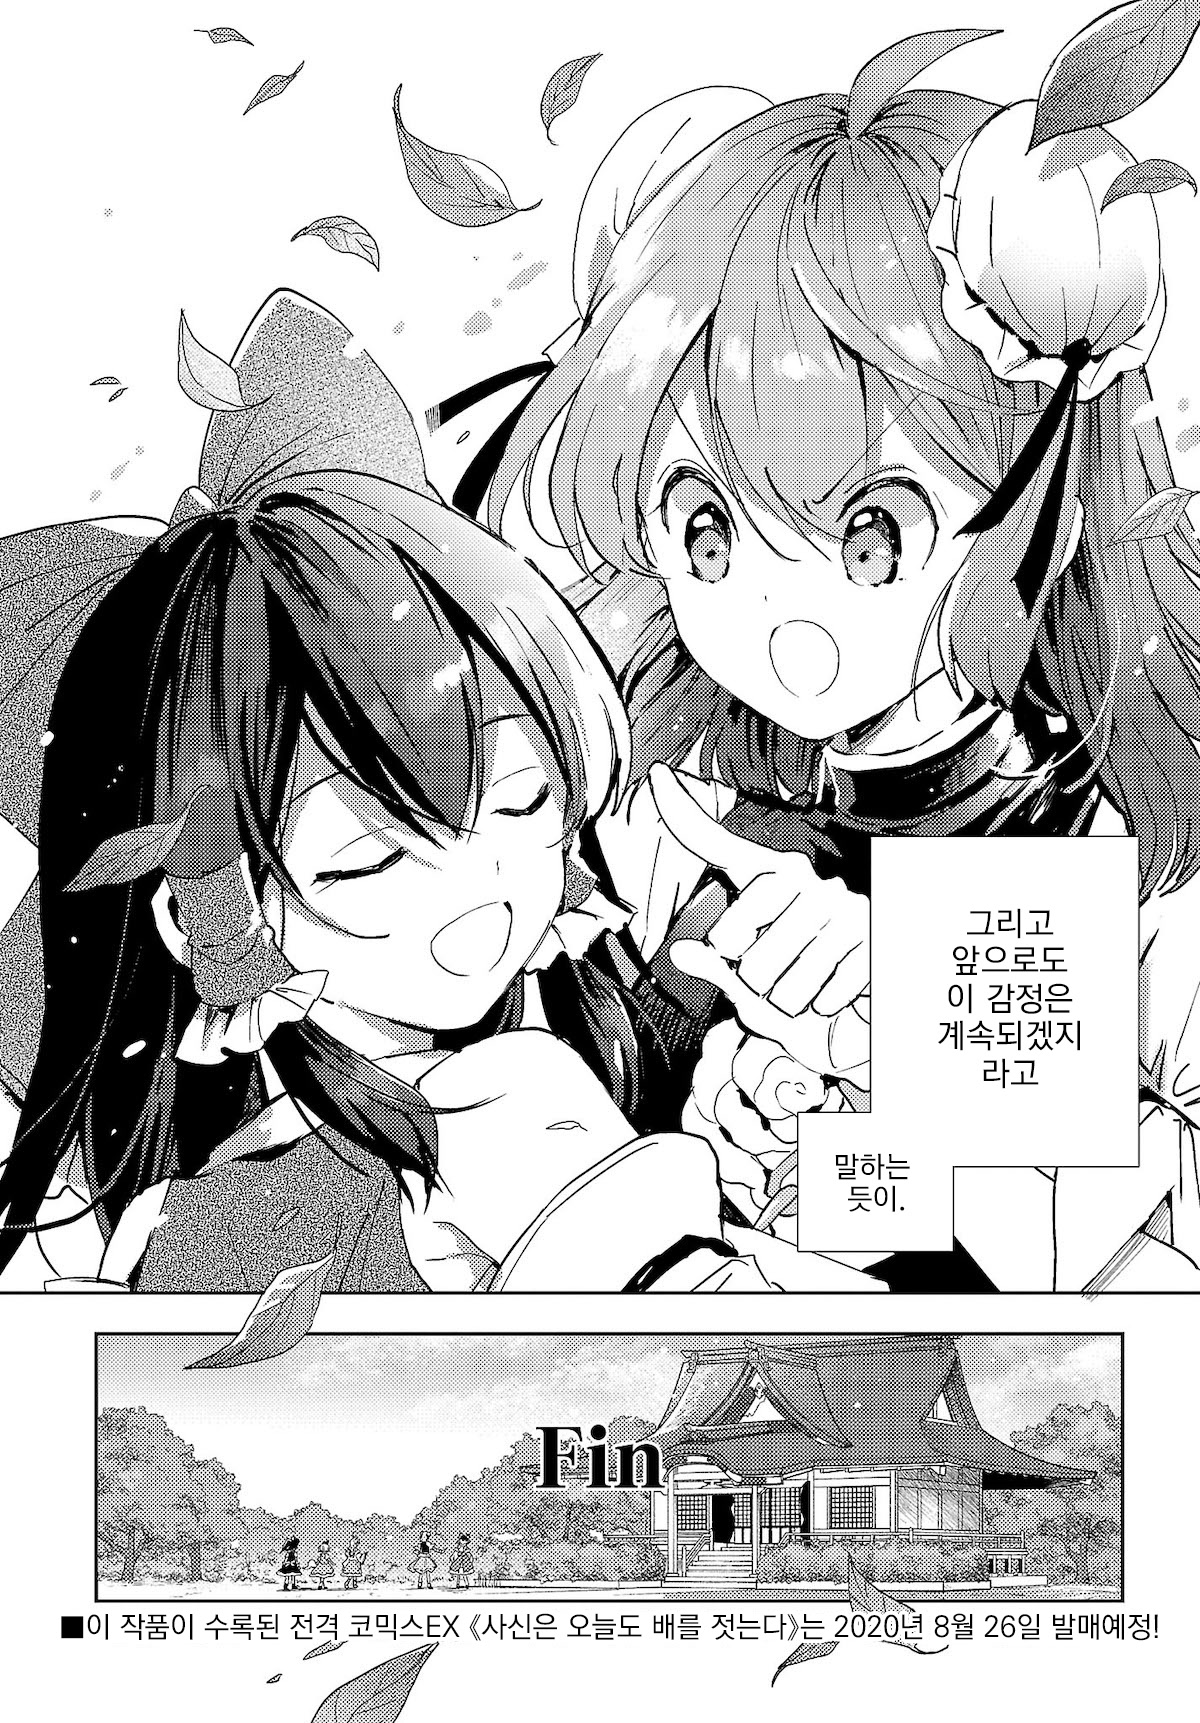 그리고
앞으로도
이 감정은
계속되겠지
라고
말하는
듯이.
Fin
■이 작품이 수록된 전격 코믹스EX 《사신은 오늘도 배를 젓는다》는 2020년 8월 26일 발매예정!